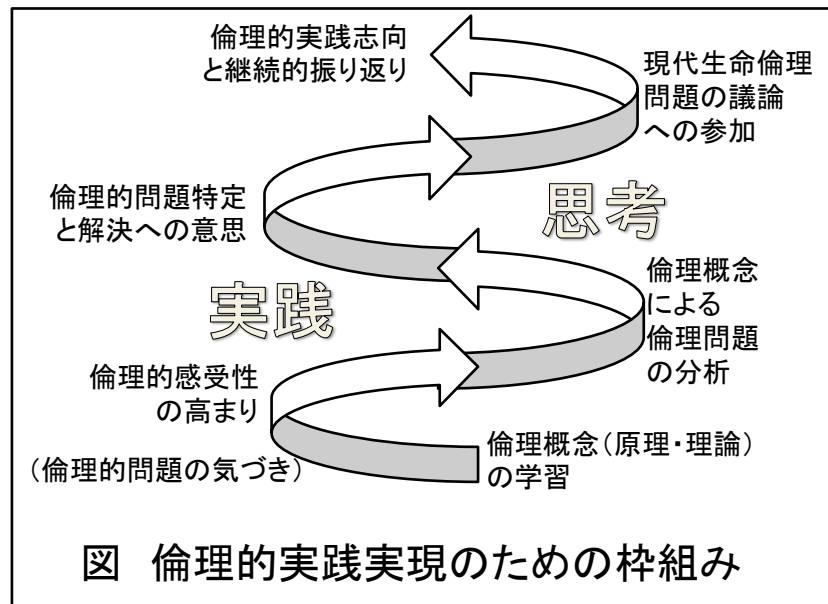 倫理的実践志向
と継続的振り返り
現代生命倫理
問題の議論
への参加
倫理的問題特定
と解決への意思
思考
実践
倫理概念
による
倫理問題
の分析
倫理的感受性
の高まり
(倫理的問題の気づき)
倫理概念(原理・理論)
の学習
図 倫理的実践実現のための枠組み